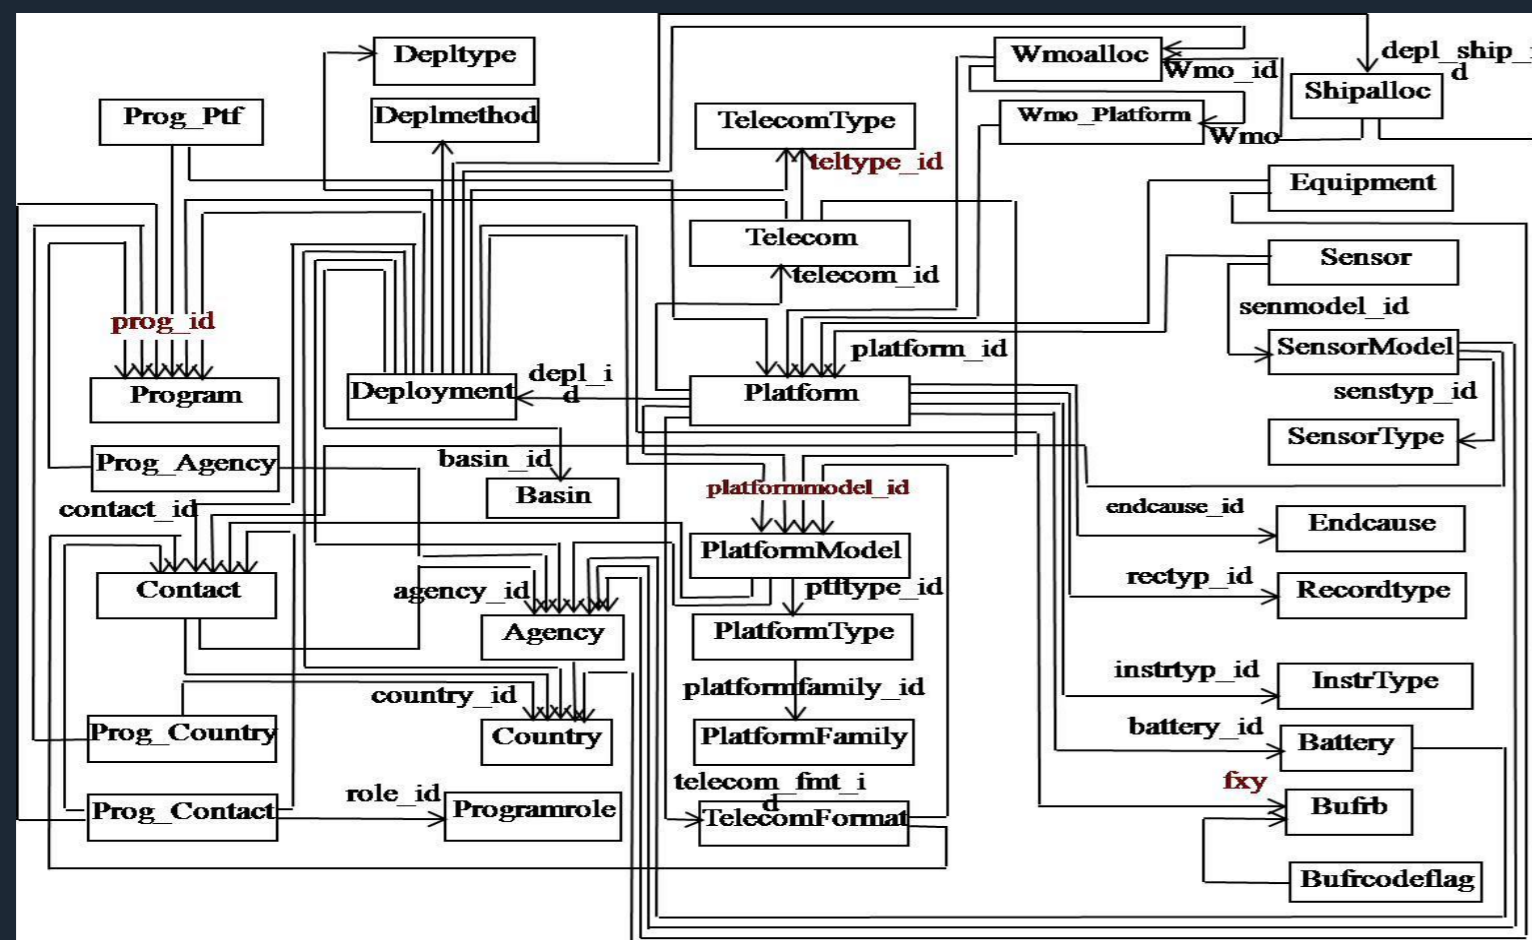 Depltype
Wmoalloc
depl_ship_i
d
Wmo_id
Shipalloc
Prog_Ptf
Deplmethod
TelecomType
Wmo_Platform
Wmo
teltype_id
Equipment
Telecom
Sensor
telecom_id
senmodel_id
prog_id
platform_id
SensorModel
Program
Deployment
depl_i
d
Platform
senstyp_id
SensorType
Prog_Agency
basin_id
Basin
platformmodel_id
contact_id
endcause_id
Endcause
PlatformModel
Contact
agency_id
ptftype_id
rectyp_id
Recordtype
Agency
PlatformType
country_id
platformfamily_id
instrtyp_id
InstrType
Prog_Country
Country
PlatformFamily
battery_id
Battery
telecom_fmt_i
d
fxy
role_id
Prog_Contact
Programrole
TelecomFormat
Bufrb
Bufrcodeflag